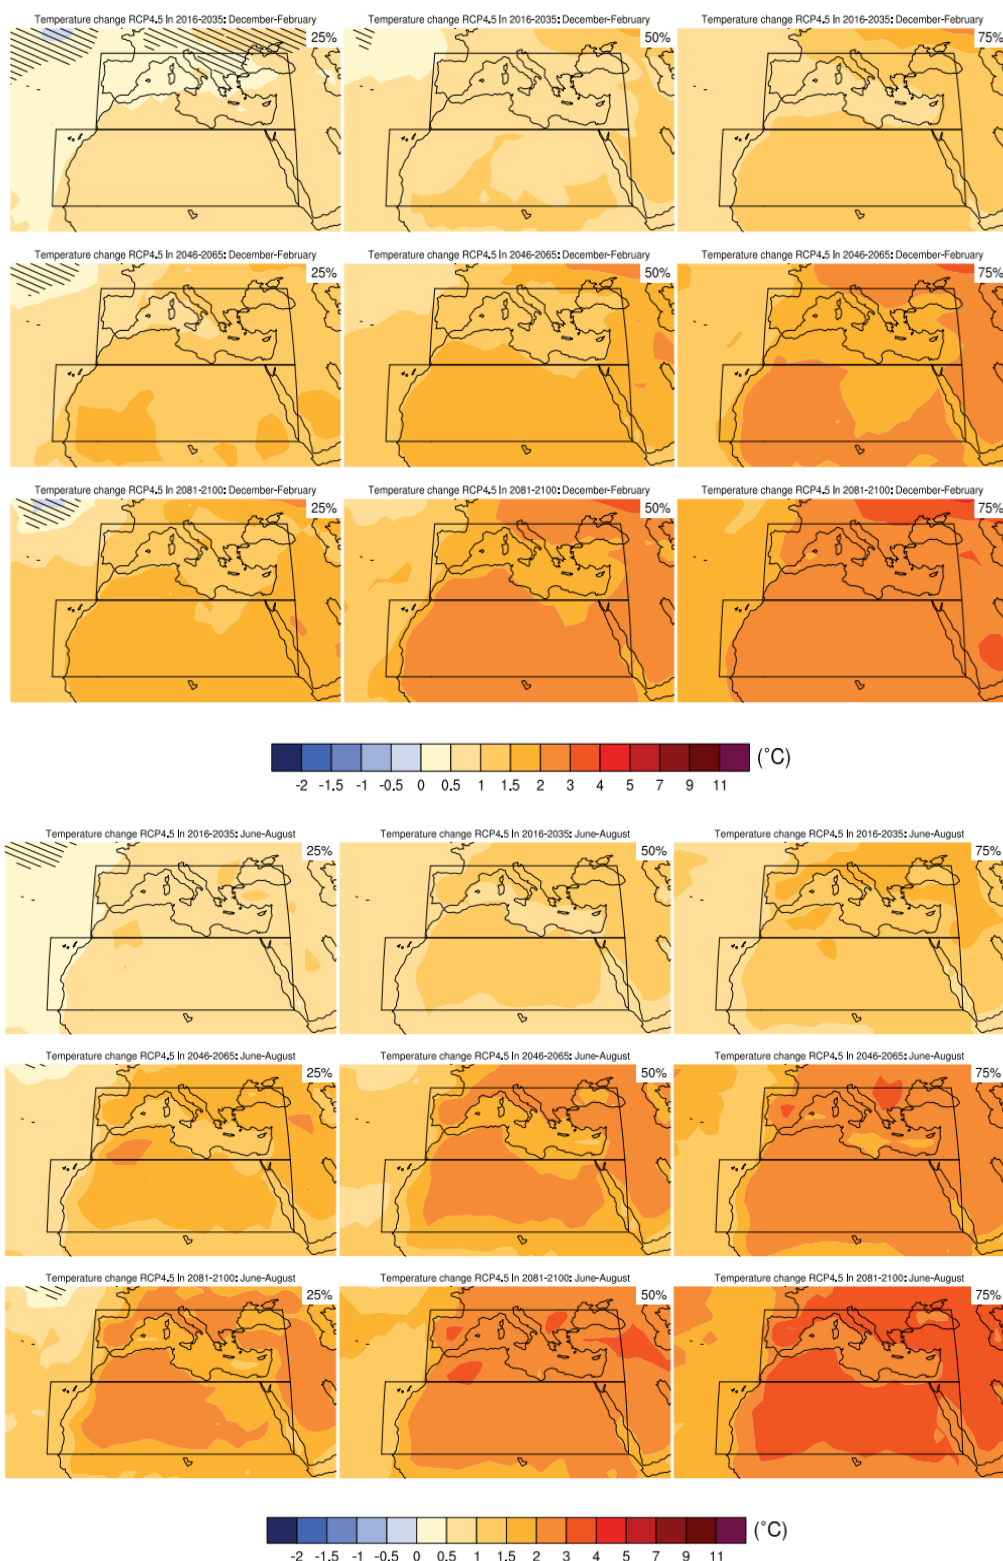 Temperature change RCP4.5 in 2016-2035: December-February
25%
Temperature change RCP4.5 in 2016-2035: December-February
50%
Temperature change RCP4.5 in 2016-2035: December-February
75%
Temperature change RCP4.5 in 2046-2065: December-February
25%
Temperature change RCP4.5 in 2046-2065: December-February
50%
Temperature change RCP4.5 in 2046-2065: December-February
75%
Temperature change RCP4.5 in 2081-2100: December-February
25%
Temperature change RCP4.5 in 2081-2100: December-February
50%
Temperature change RCP4.5 in 2081-2100: December-February
75%
(°C)
-2 -1.5 -1 -0.5 0 0.5 1 1.5 2 3 4 5 7 9 11
Temperature change RCP4.5 in 2016-2035: June-August
25%
Temperature change RCP4.5 in 2016-2035: June-August
50%
Temperature change RCP4.5 in 2016-2035: June-August
75%
Temperature change RCP4.5 in 2046-2065: June-August
25%
Temperature change RCP4.5 in 2046-2065: June-August
50%
Temperature change RCP4.5 in 2046-2065: June-August
75%
Temperature change RCP4.5 in 2081-2100: June-August
25%
Temperature change RCP4.5 in 2081-2100: June-August
50%
Temperature change RCP4.5 in 2081-2100: June-August
75%
(°C)
-2 -1.5 -1 -0.5 0 0.5 1 1.5 2 3 4 5 7 9 11